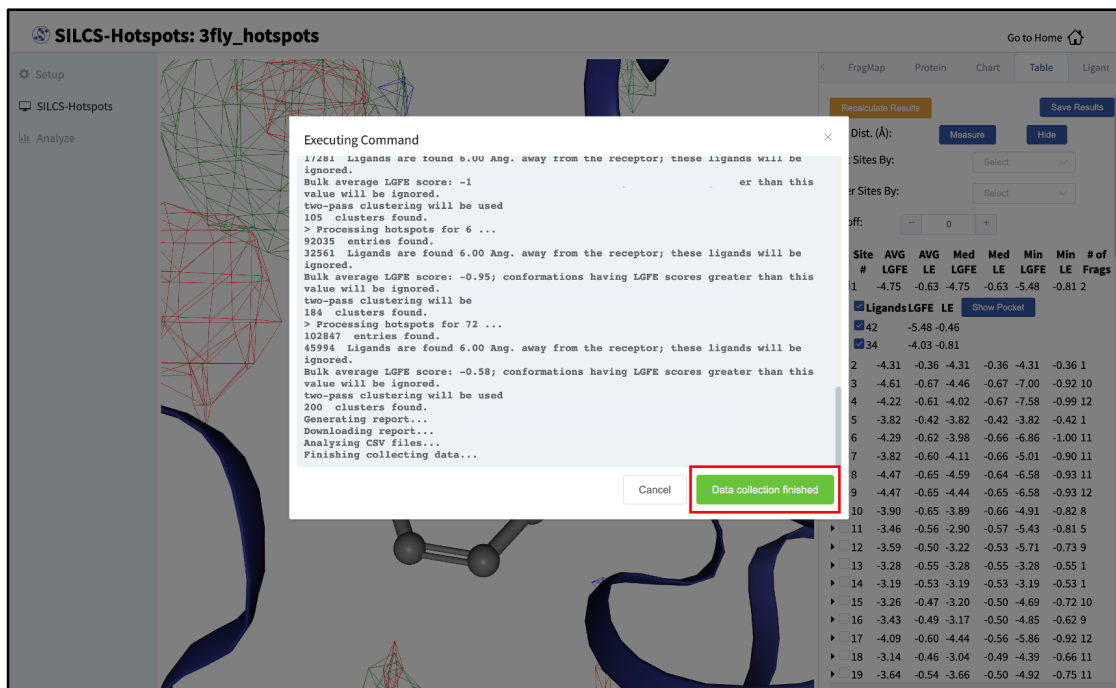 SILCS-Hotspots: 3fly_hotspots
Go to Home
Setup
SILCS-Hotspots
Analyze
FragMap Protein Chart Table Liganc
Recalculate Results Save Results
Dist. (Å): Measure Hide
Sites By: Select
er Sites By: Select
off: − 0 +
Executing Command
17281 Ligands are found 6.00 Ang. away from the receptor; these ligands will be
ignored.
Bulk average LGFE score: -1 er than this
value will be ignored.
two-pass clustering will be used
105 clusters found.
> Processing hotspots for 6 ...
92035 entries found.
32561 Ligands are found 6.00 Ang. away from the receptor; these ligands will be
ignored.
Bulk average LGFE score: -0.95; conformations having LGFE scores greater than this
value will be ignored.
two-pass clustering will be
184 clusters found.
> Processing hotspots for 72 ...
102847 entries found.
45994 Ligands are found 6.00 Ang. away from the receptor; these ligands will be
ignored.
Bulk average LGFE score: -0.58; conformations having LGFE scores greater than this
value will be ignored.
two-pass clustering will be used
200 clusters found.
Generating report...
Downloading report...
Analyzing CSV files...
Finishing collecting data...
Cancel Data collection finished
Site AVG AVG Med Med Min Min # of
# LGFE LE LGFE LE LGFE LE Frags
1 -4.75 -0.63 -4.75 -0.63 -5.48 -0.81 2
Ligands LGFE LE Show Pocket
42 -5.48 -0.46
34 -4.03 -0.81
2 -4.31 -0.36 -4.31 -0.36 -4.31 -0.36 1
3 -4.61 -0.67 -4.46 -0.67 -7.00 -0.92 10
4 -4.22 -0.61 -4.02 -0.67 -7.58 -0.99 12
5 -3.82 -0.42 -3.82 -0.42 -3.82 -0.42 1
6 -4.29 -0.62 -3.98 -0.66 -6.86 -1.00 11
7 -3.82 -0.60 -4.11 -0.66 -5.01 -0.90 11
8 -4.47 -0.65 -4.59 -0.64 -6.58 -0.93 11
9 -4.47 -0.65 -4.44 -0.65 -6.58 -0.93 12
10 -3.90 -0.65 -3.89 -0.66 -4.91 -0.82 8
11 -3.46 -0.56 -2.90 -0.57 -5.43 -0.81 5
12 -3.59 -0.50 -3.22 -0.53 -5.71 -0.73 9
13 -3.28 -0.55 -3.28 -0.55 -3.28 -0.55 1
14 -3.19 -0.53 -3.19 -0.53 -3.19 -0.53 1
15 -3.26 -0.47 -3.20 -0.50 -4.69 -0.72 10
16 -3.43 -0.49 -3.17 -0.50 -4.85 -0.62 9
17 -4.09 -0.60 -4.44 -0.56 -5.86 -0.92 12
18 -3.14 -0.46 -3.04 -0.49 -4.39 -0.66 11
19 -3.64 -0.54 -3.66 -0.50 -4.92 -0.75 11